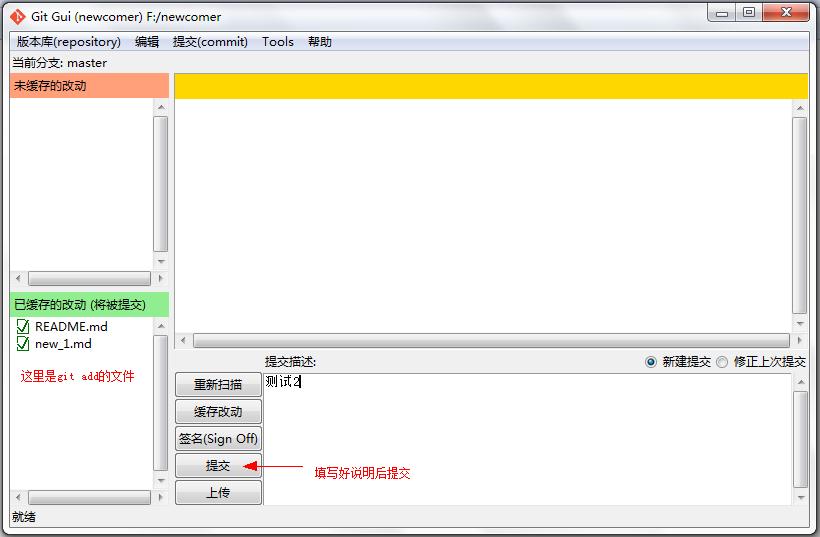 Git Gui (newcomer) F:/newcomer
版本库(repository) 编辑 提交(commit) Tools 帮助
当前分支: master
未缓存的改动
已缓存的改动 (将被提交)
README.md
new_1.md
这里是git add的文件
提交描述: 新建提交 修正上次提交
重新扫描
测试2
缓存改动
签名(Sign Off)
提交
填写好说明后提交
上传
就绪